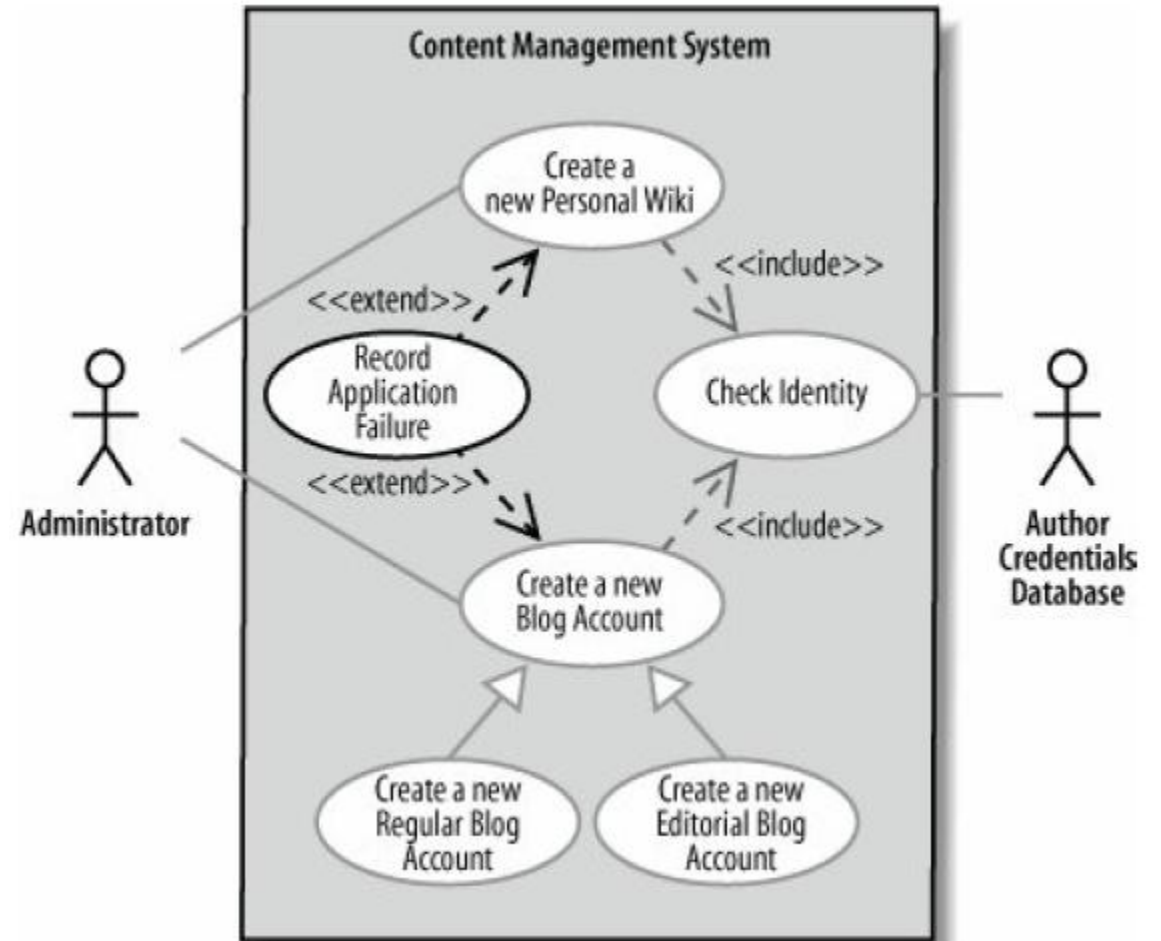 Content Management System
Create a
new Personal Wiki
<<include>>
<<extend>>
Record
Application
Failure
Check Identity
<<extend>>
<<include>>
Administrator
Author
Credentials
Database
Create a new
Blog Account
Create a new
Regular Blog
Account
Create a new
Editorial Blog
Account